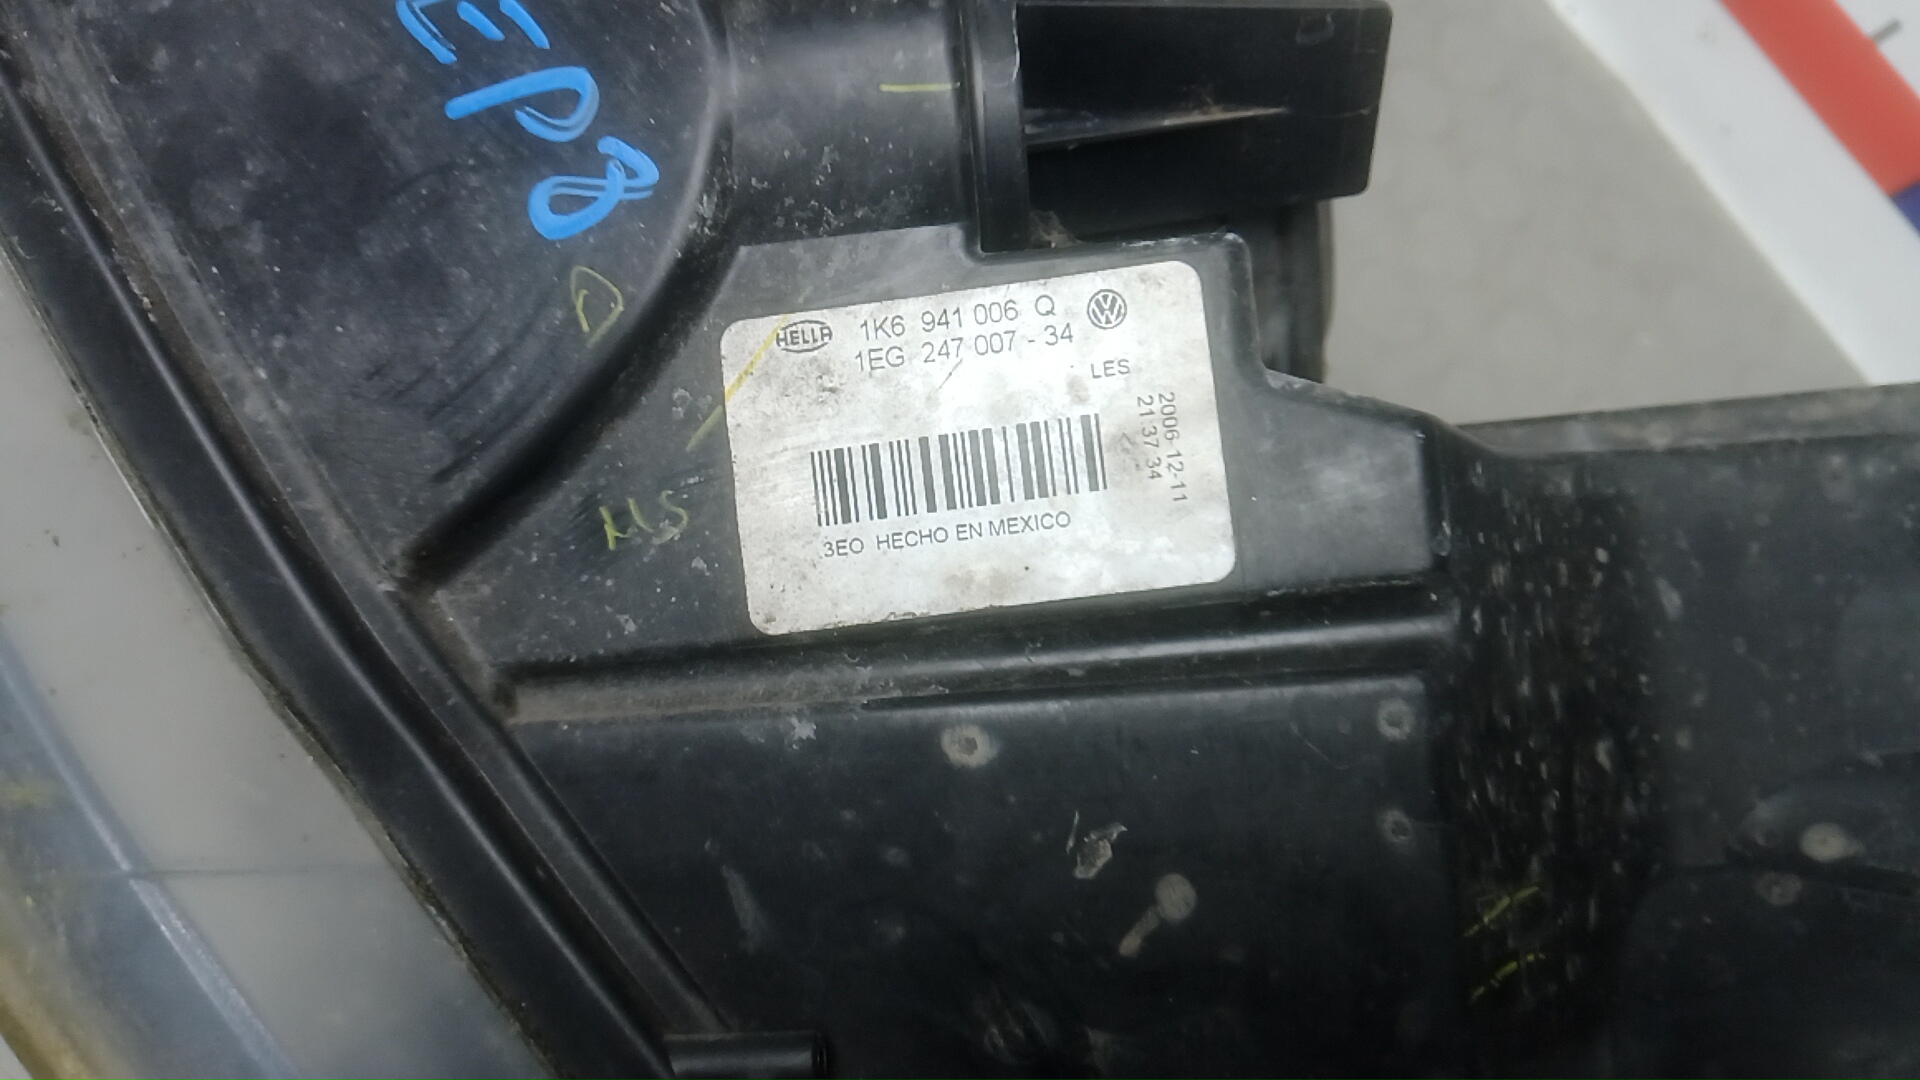 EP8
D
HELLA 1K6 941 006 Q
1EG 247 007 - 34
LES
2006-12-11
21:37 34
3EO HECHO EN MEXICO